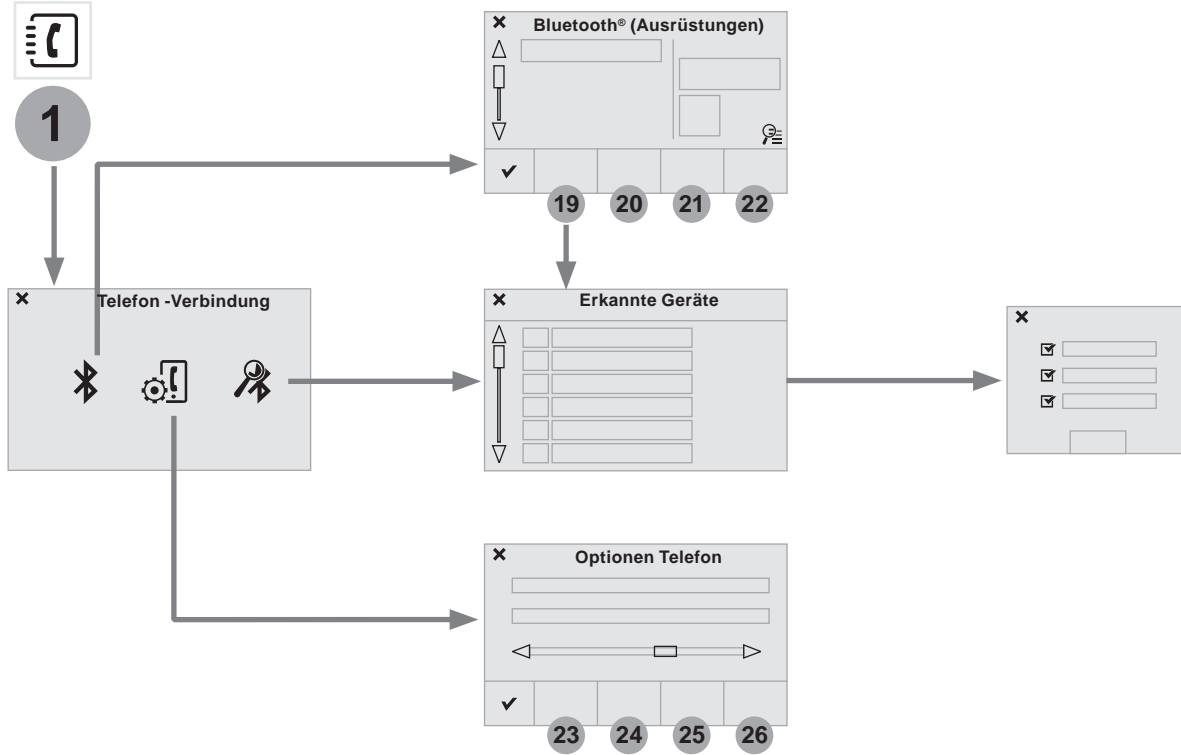 1
Bluetooth® (Ausrüstungen)
19 20 21 22
Telefon -Verbindung
Erkannte Geräte
Optionen Telefon
23 24 25 26